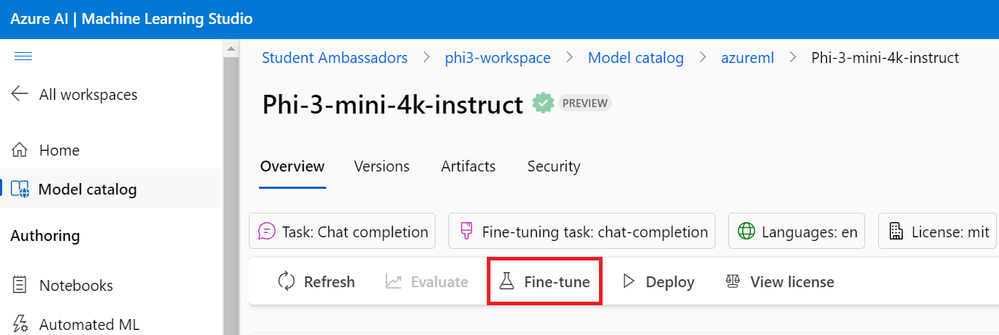 Azure AI | Machine Learning Studio
All workspaces
Home
Model catalog
Authoring
Notebooks
Automated ML
Student Ambassadors > phi3-workspace > Model catalog > azureml > Phi-3-mini-4k-instruct
Phi-3-mini-4k-instruct PREVIEW
Overview Versions Artifacts Security
Task: Chat completion Fine-tuning task: chat-completion Languages: en License: mit
Refresh Evaluate Fine-tune Deploy View license